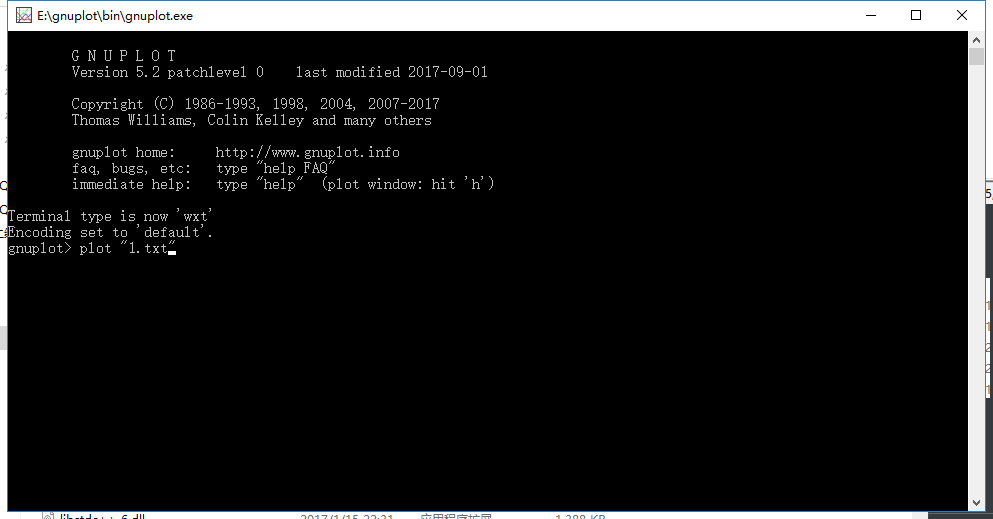 E:\gnuplot\bin\gnuplot.exe
G N U P L O T
Version 5.2 patchlevel 0    last modified 2017-09-01
Copyright (C) 1986-1993, 1998, 2004, 2007-2017
Thomas Williams, Colin Kelley and many others
gnuplot home:     http://www.gnuplot.info
faq, bugs, etc:   type "help FAQ"
immediate help:   type "help"  (plot window: hit 'h')
Terminal type is now 'wxt'
Encoding set to 'default'.
gnuplot> plot "1.txt"